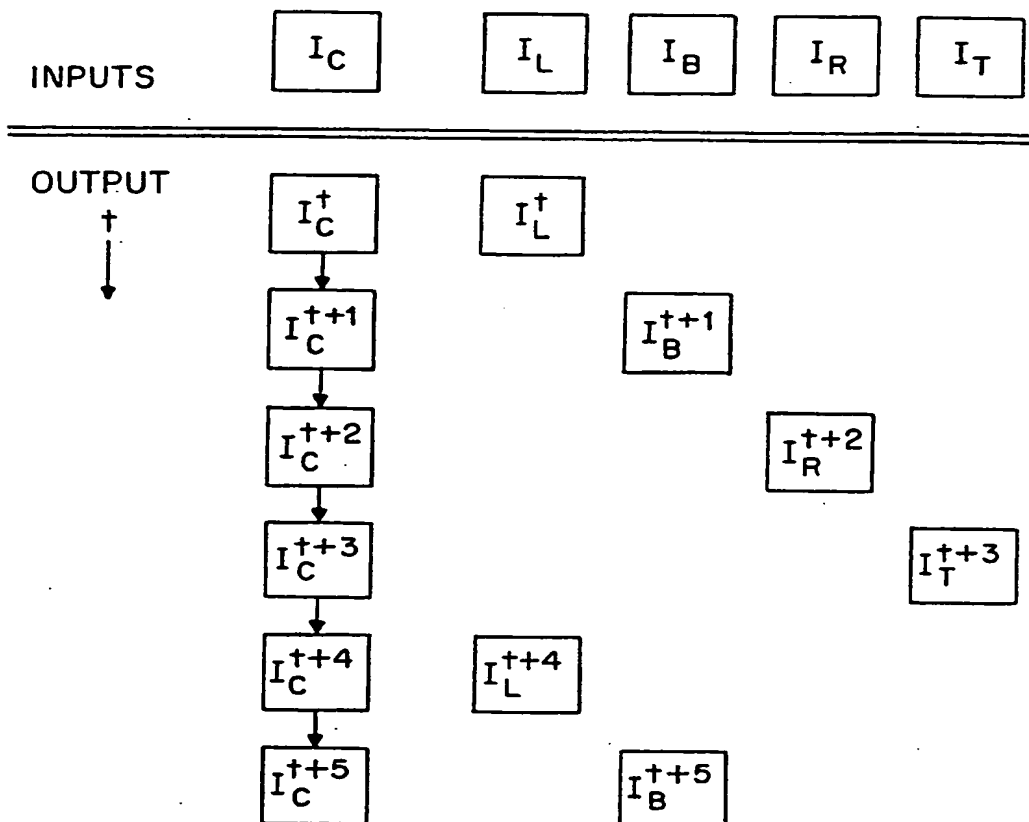 INPUTS I_C I_L I_B I_R I_T
OUTPUT
t
I_C^t I_L^t
I_C^{t+1} I_B^{t+1}
I_C^{t+2} I_R^{t+2}
I_C^{t+3} I_T^{t+3}
I_C^{t+4} I_L^{t+4}
I_C^{t+5} I_B^{t+5}